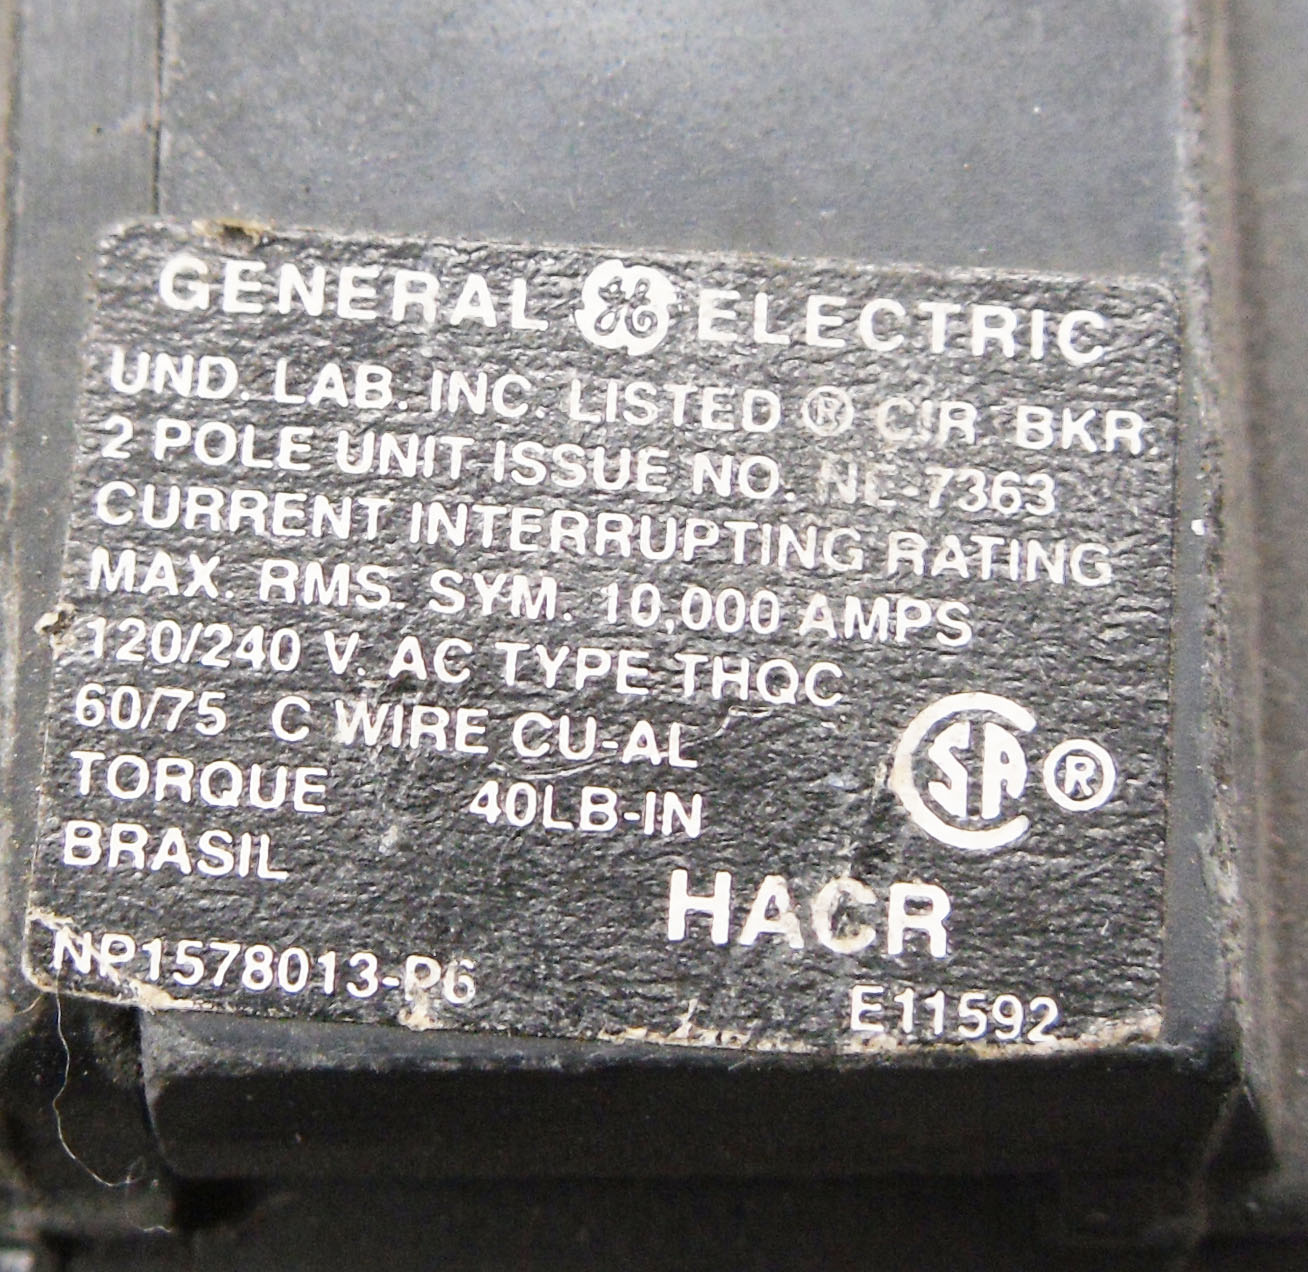 GENERAL GE ELECTRIC
UND. LAB. INC. LISTED ® CIR. BKR.
2 POLE UNIT ISSUE NO. NE-7363
CURRENT INTERRUPTING RATING
MAX. RMS. SYM. 10,000 AMPS
120/240 V. AC TYPE THQC
60/75 C WIRE CU-AL
TORQUE 40LB-IN
SA ®
BRASIL
HACR
NP1578013-P6
E11592